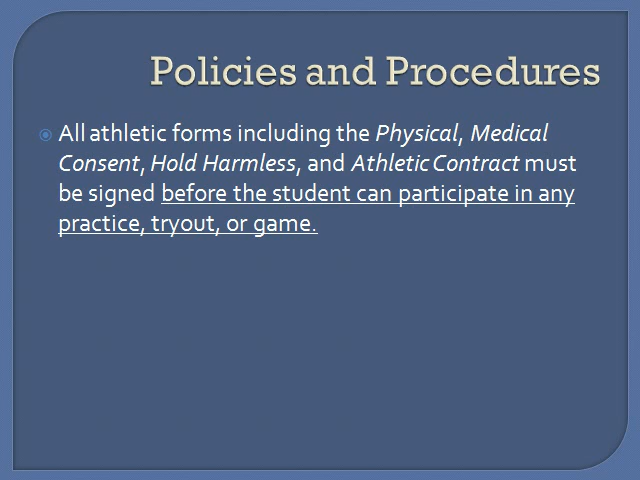 Policies and Procedures
All athletic forms including the Physical, Medical
Consent, Hold Harmless, and Athletic Contract must
be signed before the student can participate in any
practice, tryout, or game.